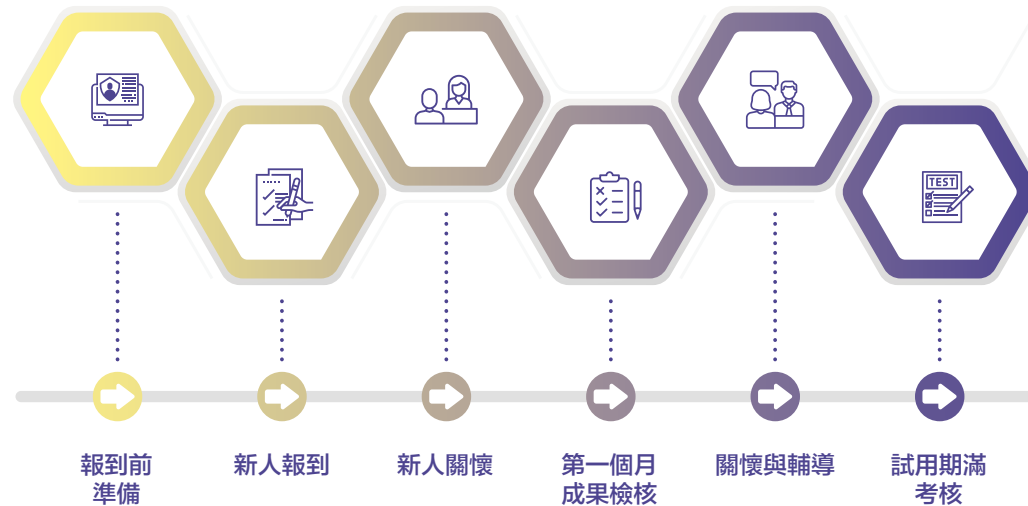 TEST
報到前
準備
新人報到
新人關懷
第一個月
成果檢核
關懷與輔導
試用期滿
考核